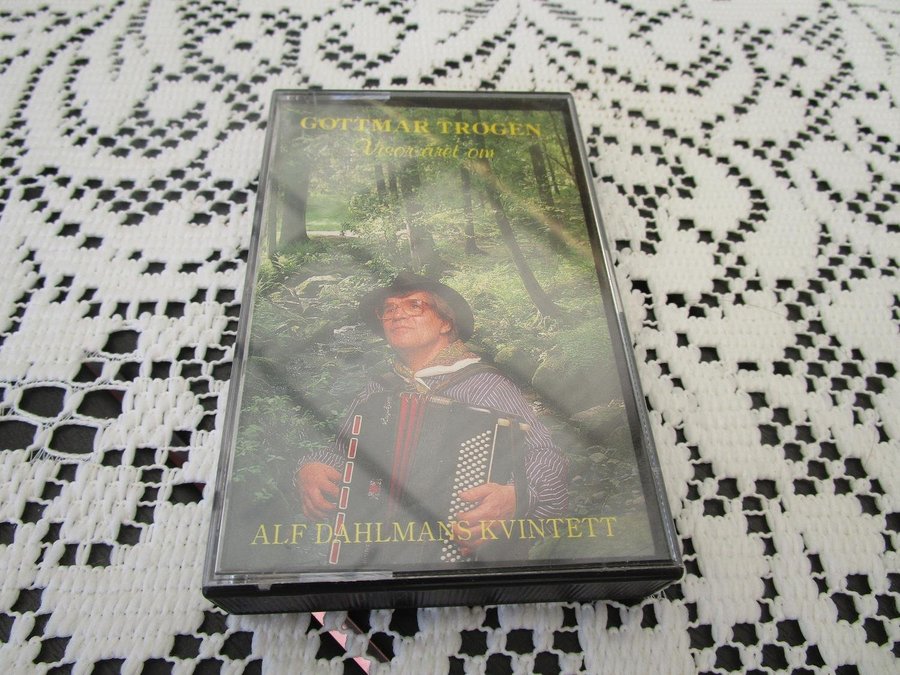 GOTTMAR TROGEN
Visor året om
ALF DAHLMANS KVINTETT